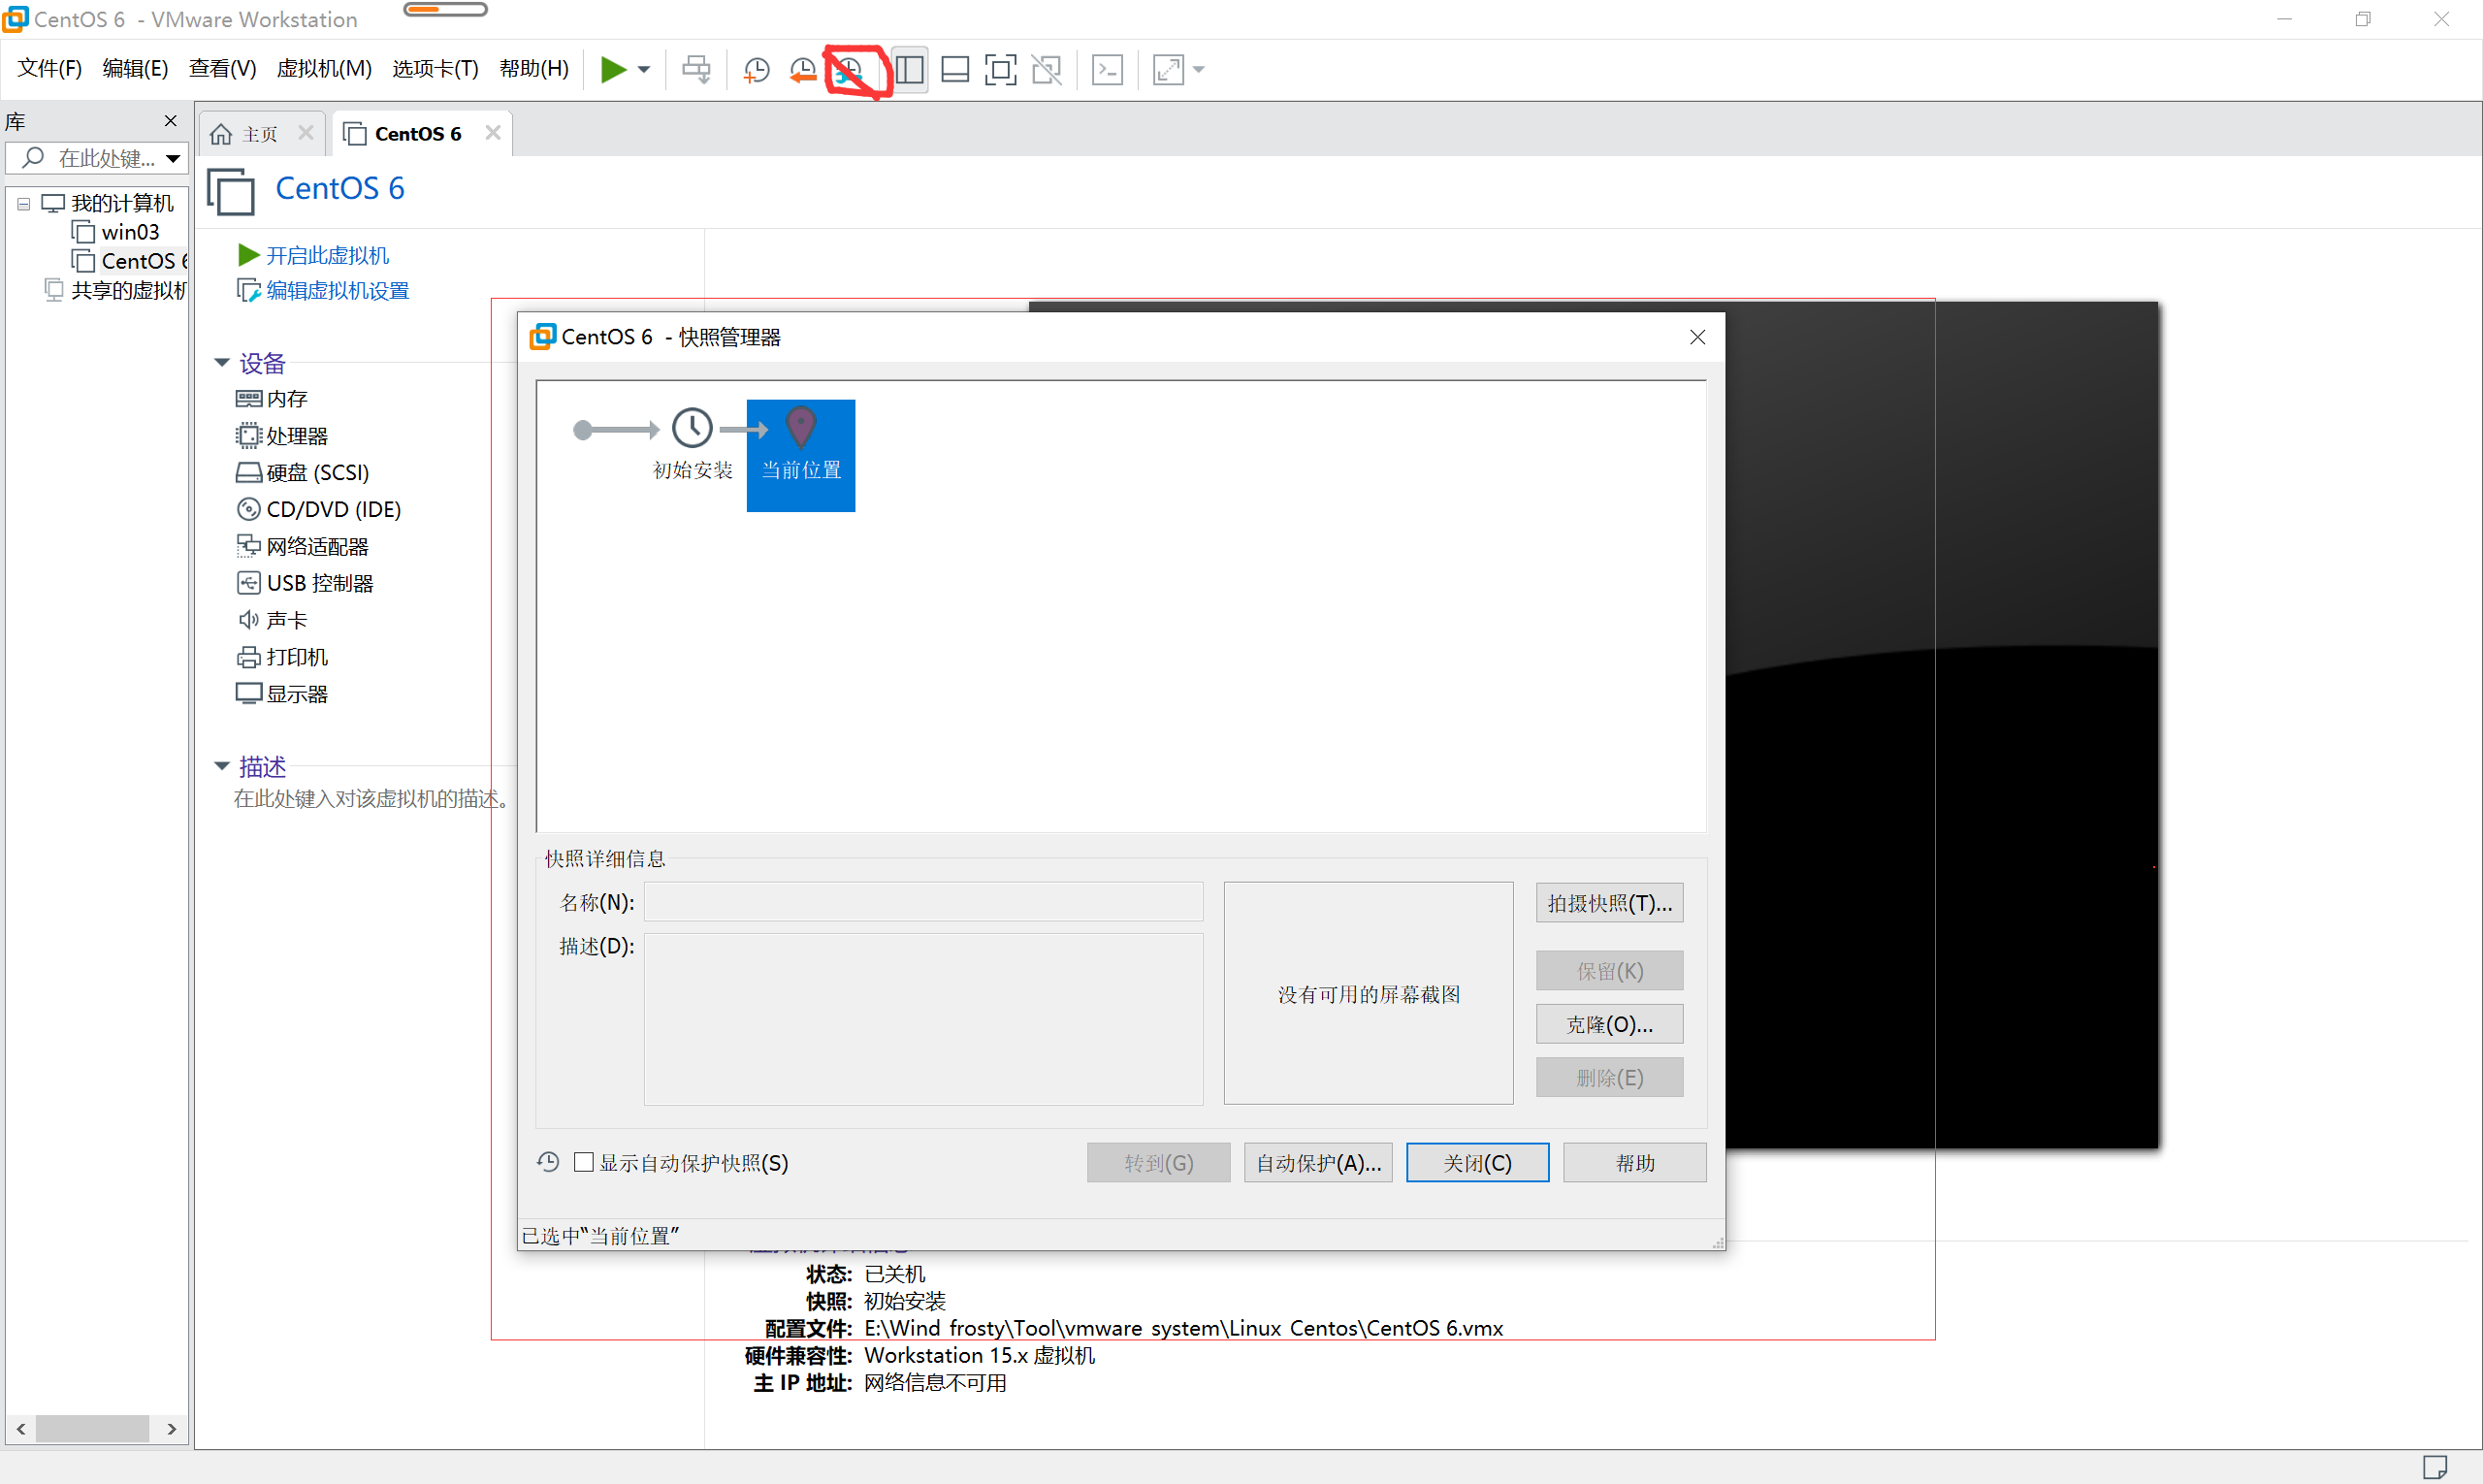 CentOS 6 - VMware Workstation
文件(F) 编辑(E) 查看(V) 虚拟机(M) 选项卡(T) 帮助(H)
库
在此处键...
我的计算机
win03
CentOS 6
共享的虚拟机
主页
CentOS 6
CentOS 6
开启此虚拟机
编辑虚拟机设置
设备
内存
处理器
硬盘 (SCSI)
CD/DVD (IDE)
网络适配器
USB 控制器
声卡
打印机
显示器
描述
在此处键入对该虚拟机的描述。
CentOS 6 - 快照管理器
初始安装
当前位置
快照详细信息
名称(N):
描述(D):
没有可用的屏幕截图
拍摄快照(T)...
保留(K)
克隆(O)...
删除(E)
显示自动保护快照(S)
转到(G)
自动保护(A)...
关闭(C)
帮助
已选中“当前位置”
状态: 已关机
快照: 初始安装
配置文件: E:\Wind frosty\Tool\vmware system\Linux Centos\CentOS 6.vmx
硬件兼容性: Workstation 15.x 虚拟机
主 IP 地址: 网络信息不可用